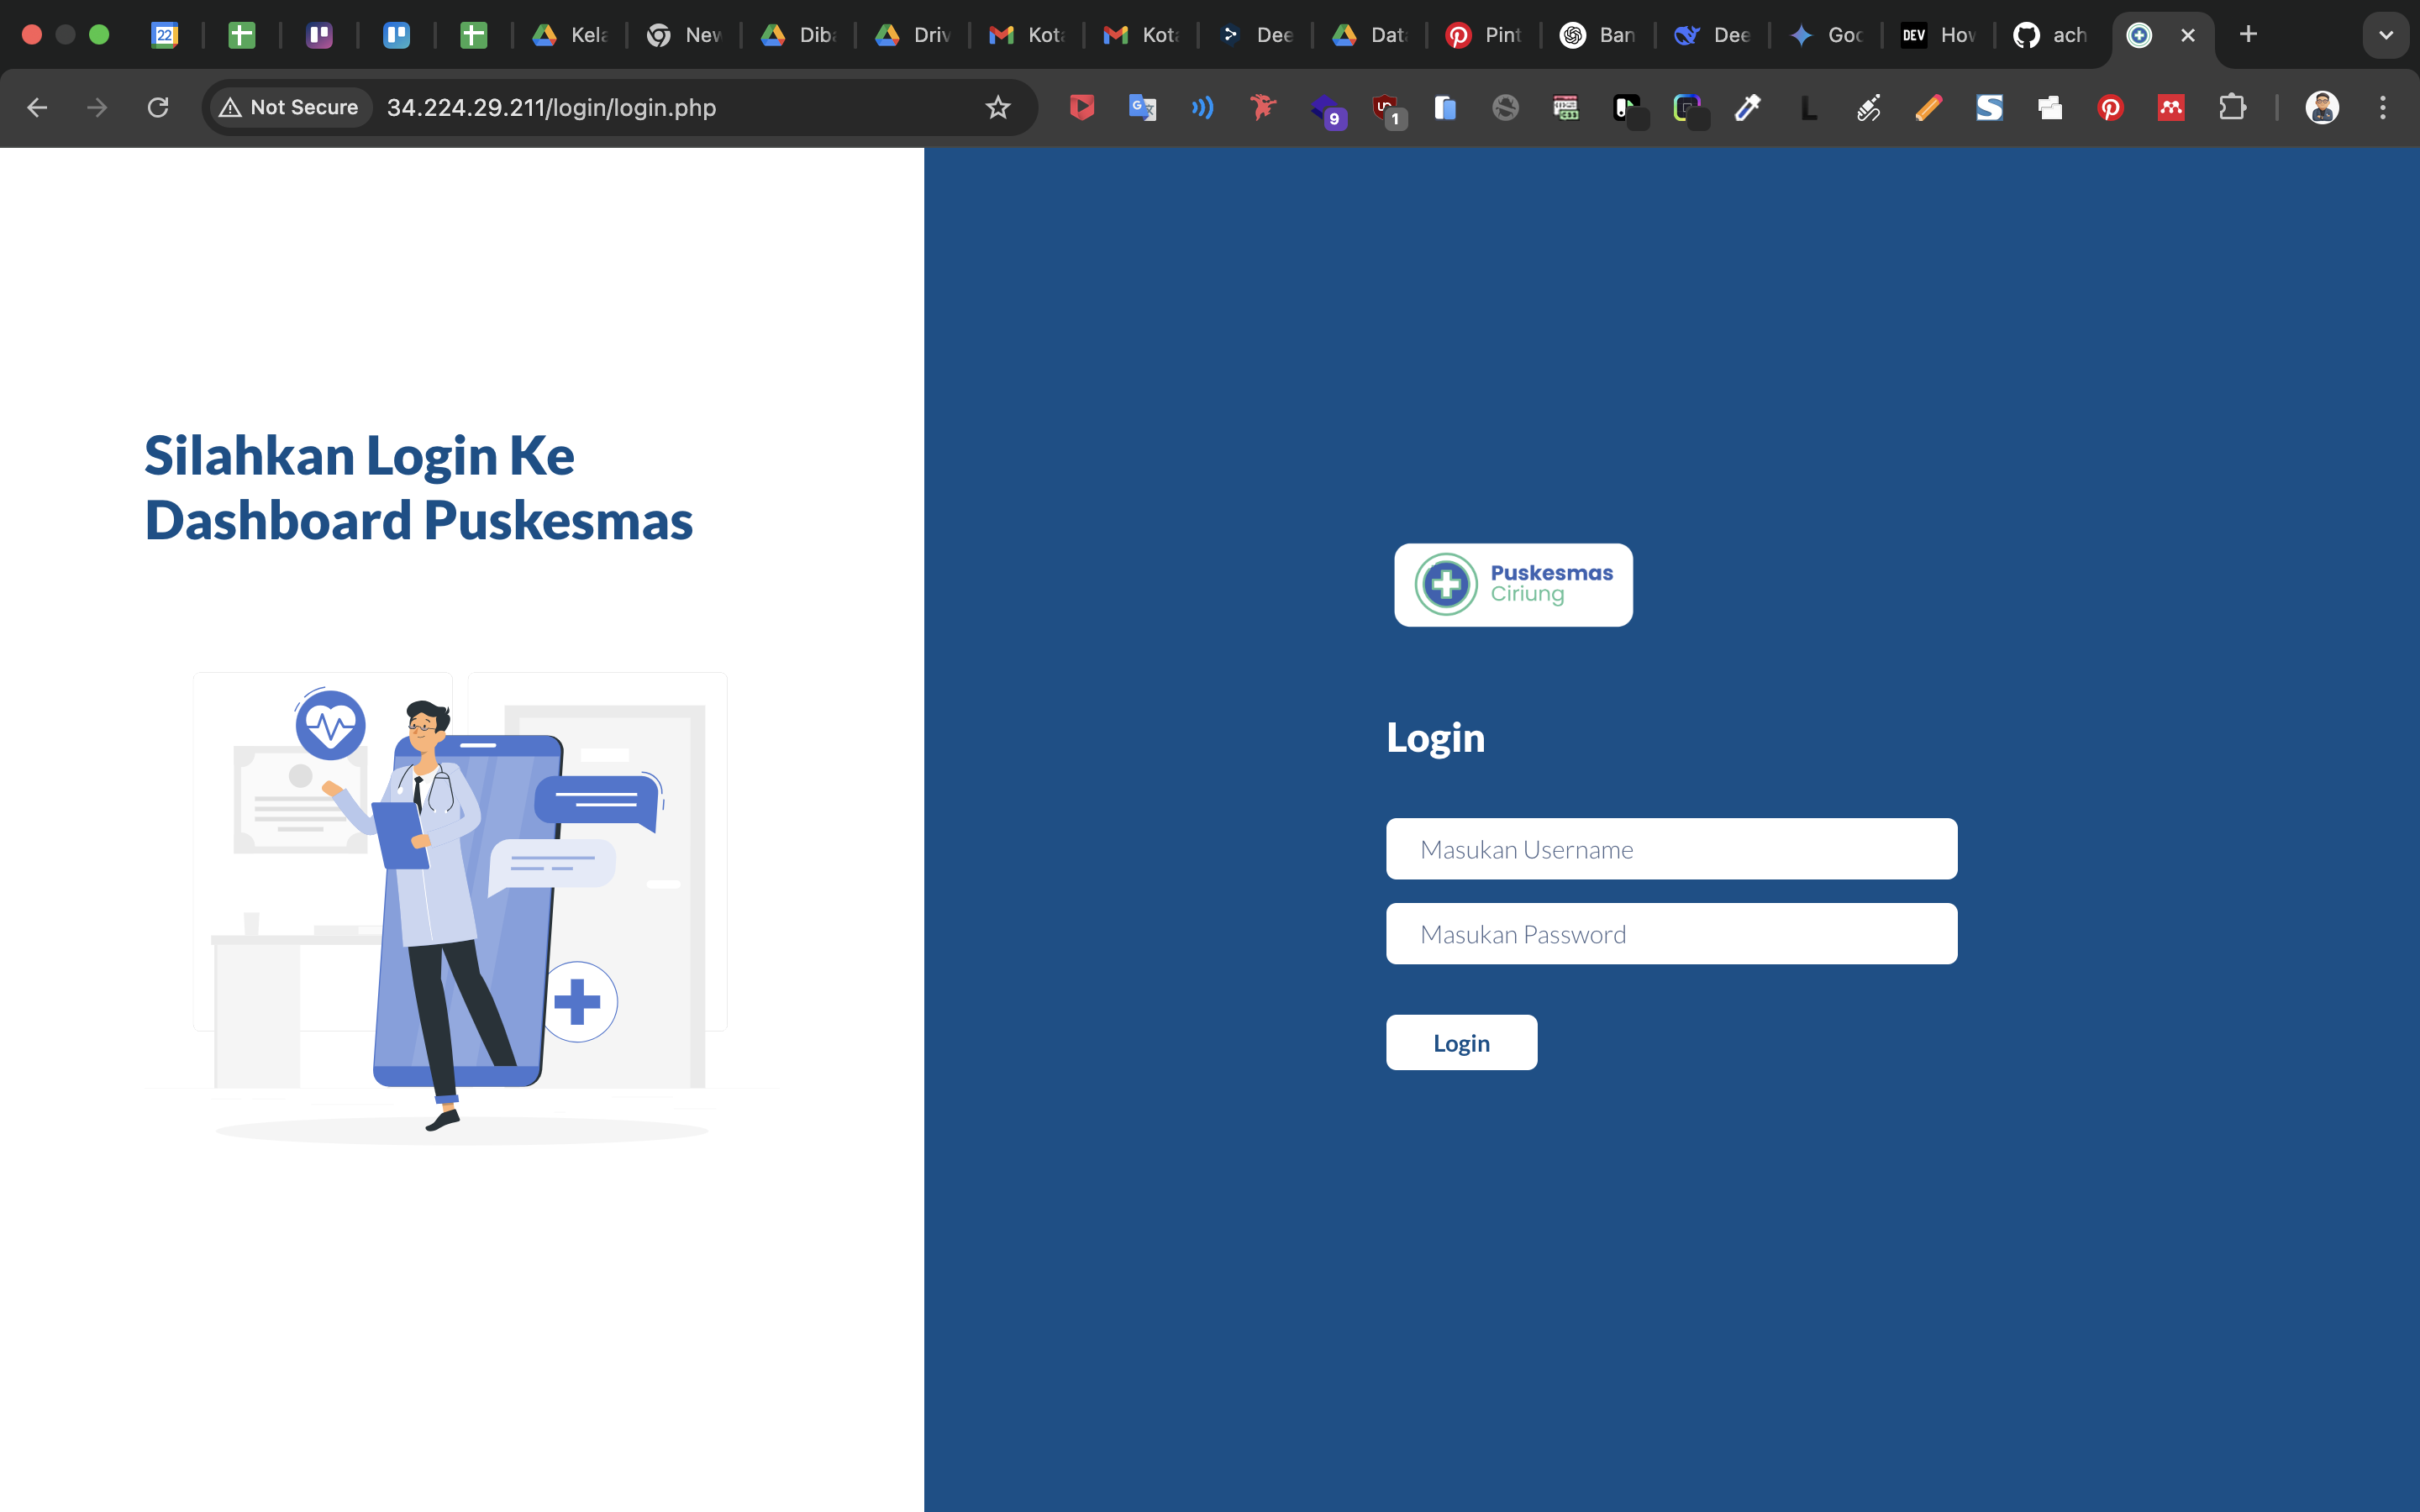 22
Kela
New
Diba
Driv
Kota
Kota
Dee
Data
Pint
Ban
Dee
Goo
DEV
How
ach
Not Secure
34.224.29.211/login/login.php
9
1
L
S
Silahkan Login Ke
Dashboard Puskesmas
Puskesmas
Ciriung
Login
Masukan Username
Masukan Password
Login